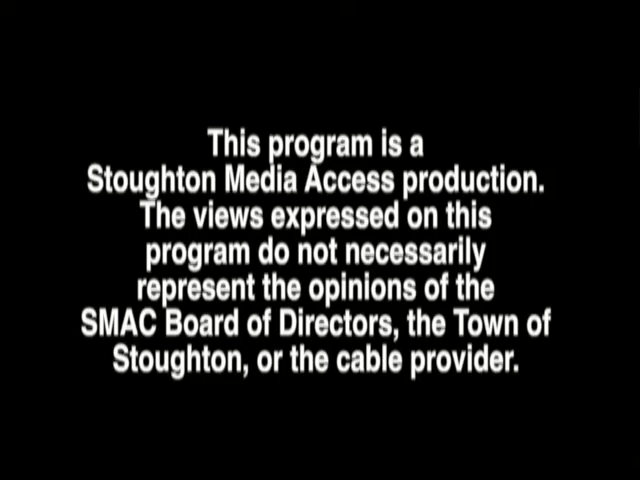 This program is a
Stoughton Media Access production.
The views expressed on this
program do not necessarily
represent the opinions of the
SMAC Board of Directors, the Town of
Stoughton, or the cable provider.